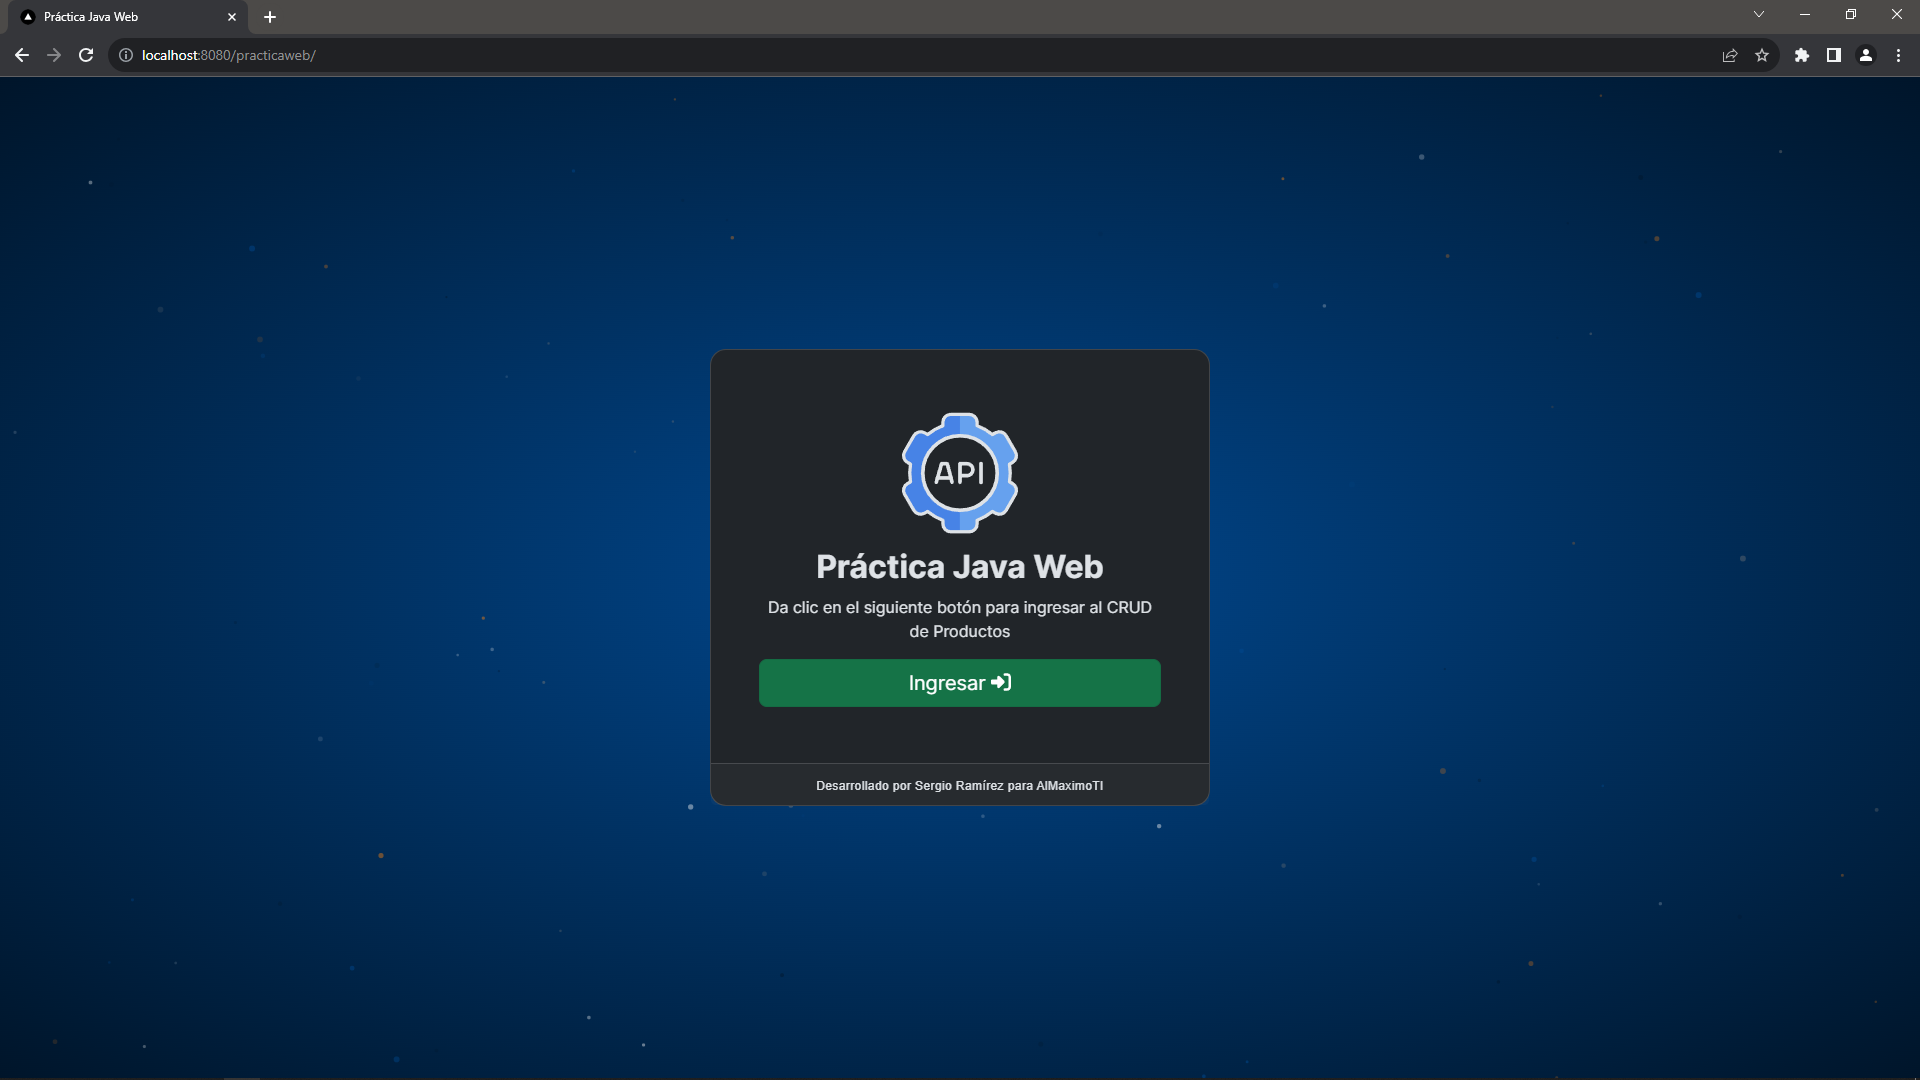 Práctica Java Web
localhost:8080/practicaweb/
API
Práctica Java Web
Da clic en el siguiente botón para ingresar al CRUD
de Productos
Ingresar
Desarrollado por Sergio Ramírez para AlMaximoTI